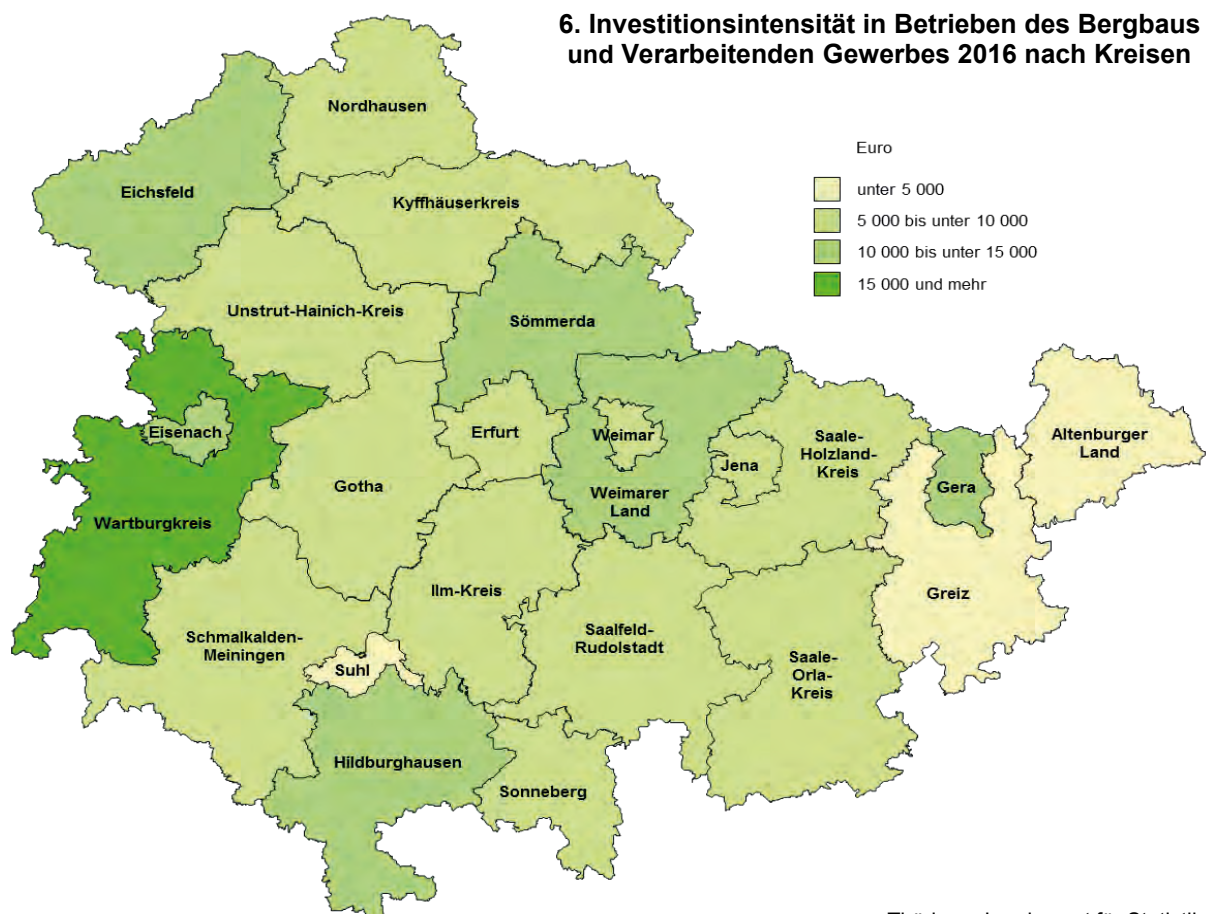 6. Investitionsintensität in Betrieben des Bergbaus
und Verarbeitenden Gewerbes 2016 nach Kreisen
Euro
unter 5 000
5 000 bis unter 10 000
10 000 bis unter 15 000
15 000 und mehr
Nordhausen
Eichsfeld
Kyffhäuserkreis
Unstrut-Hainich-Kreis
Sömmerda
Eisenach
Erfurt
Weimar
Jena
Saale-
Holzland-
Kreis
Altenburger
Land
Gera
Gotha
Weimarer
Land
Wartburgkreis
Ilm-Kreis
Greiz
Schmalkalden-
Meiningen
Suhl
Saalfeld-
Rudolstadt
Saale-
Orla-
Kreis
Hildburghausen
Sonneberg